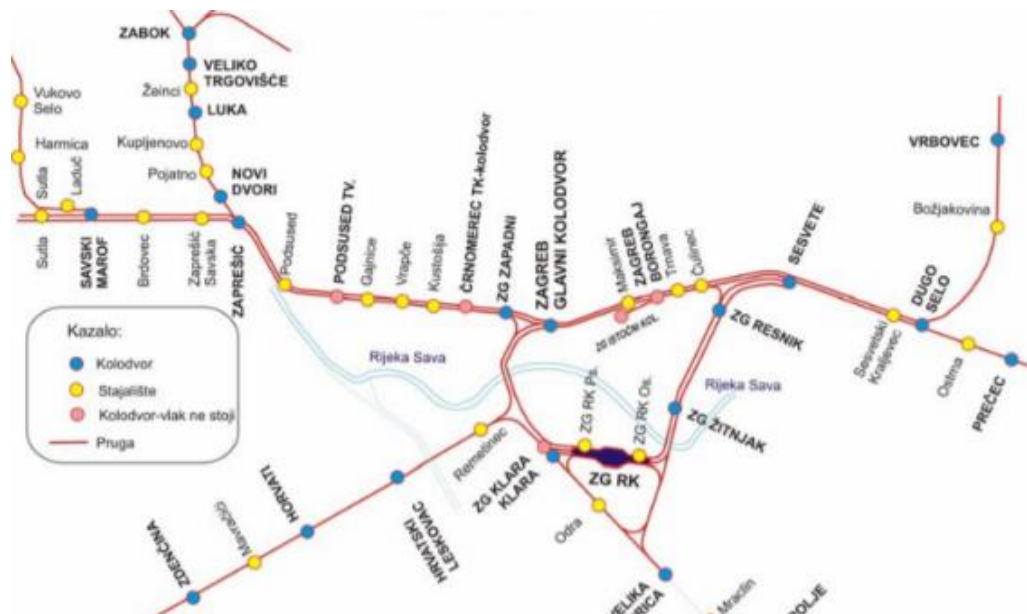 ZABOK
VELIKO
TRGOVIŠĆE
Žeinci
LUKA
Kupljenovo
Pojatno
NOVI
DVORI
Vukovo
Selo
Harmica
Sutla
Laduč
Sutla
SAVSKI
MAROF
Brdovec
Zaprešić
Savska
ZAPREŠIĆ
Podsused
PODSUSED TV.
Gajnice
Vrapče
Kustošija
ČRNOMEREC TK-kolodvor
ZG ZAPADNI
ZAGREB
GLAVNI KOLODVOR
Maksimir
ZAGREB
BORONGAJ
Trnava
Čulinec
ZG ISTOČNI KOL.
SESVETE
ZG RESNIK
VRBOVEC
Božjakovina
DUGO
SELO
Sesvetski
Kraljevec
Ostrna
PREČEC
Kazalo:
Kolodvor
Stajalište
Kolodvor-vlak ne stoji
Pruga
Rijeka Sava
Rijeka Sava
ZG RK Ps.
ZG RK Os.
ZG ŽITNJAK
ZG RK
ZG KLARA
KLARA
Remetinec
HRVATSKI
LESKOVAC
HORVATI
Mavračići
ZDENČINA
Odra
Mraclin